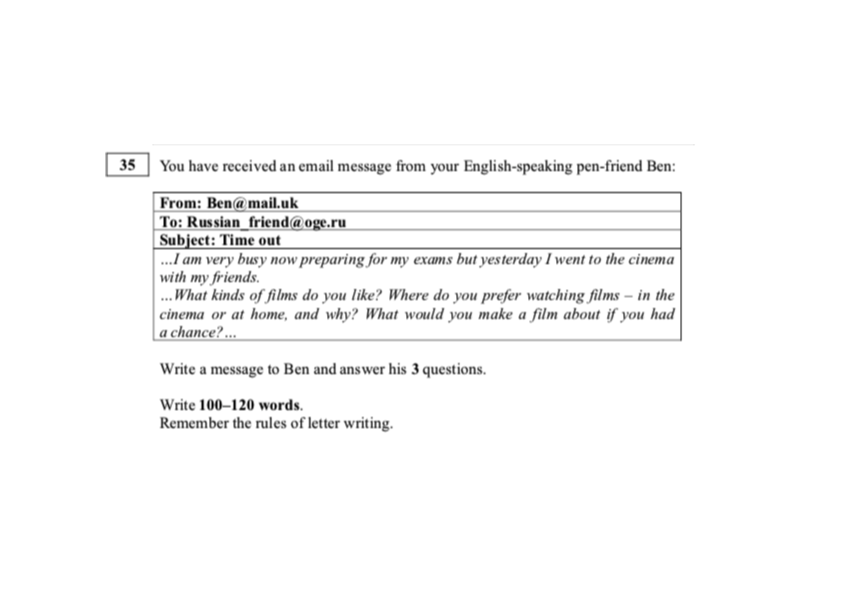 35 You have received an email message from your English-speaking pen-friend Ben:
From: Ben@mail.uk
To: Russian_friend@oge.ru
Subject: Time out
...I am very busy now preparing for my exams but yesterday I went to the cinema
with my friends.
...What kinds of films do you like? Where do you prefer watching films – in the
cinema or at home, and why? What would you make a film about if you had
a chance?...
Write a message to Ben and answer his 3 questions.
Write 100–120 words.
Remember the rules of letter writing.